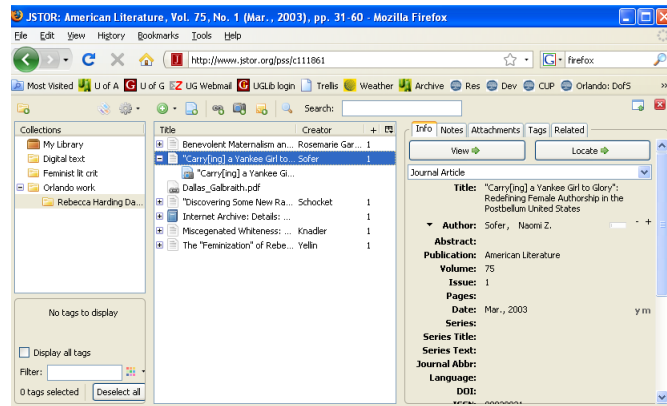 JSTOR: American Literature, Vol. 75, No. 1 (Mar., 2003), pp. 31-60 - Mozilla Firefox
File Edit View History Bookmarks Tools Help
http://www.jstor.org/pss/c111861 firefox
Most Visited U of A U of G UG Webmail UGLib login Trellis Weather Archive Res Dev CUP Orlando: DofS »
Search:
Collections
My Library
Digital text
Feminist lit crit
Orlando work
Rebecca Harding Da...
No tags to display
Display all tags
Filter:
0 tags selected Deselect all
Title Creator +
Benevolent Maternalism an... Rosemarie Gar... 1
"Carry[ing] a Yankee Girl to... Sofer 1
"Carry[ing] a Yankee Gi...
Dallas_Galbraith.pdf
"Discovering Some New Ra... Schocket 1
Internet Archive: Details: ... 1
Miscegenated Whiteness: ... Knadler 1
The "Feminization" of Rebe... Yellin 1
Info Notes Attachments Tags Related
View Locate
Journal Article
Title: "Carry[ing] a Yankee Girl to Glory":
Redefining Female Authorship in the
Postbellum United States
Author: Sofer, Naomi Z. - +
Abstract:
Publication: American Literature
Volume: 75
Issue: 1
Pages:
Date: Mar., 2003 y m
Series:
Series Title:
Series Text:
Journal Abbr:
Language:
DOI: